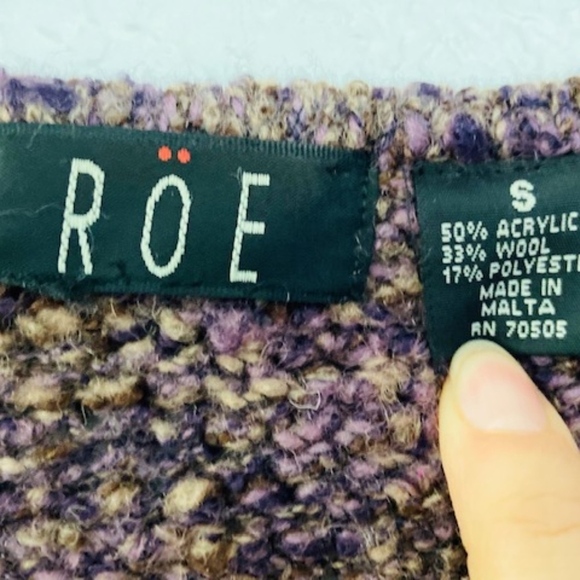 RÖE
S
50% ACRYLIC
33% WOOL
17% POLYESTE
MADE IN
MALTA
RN 70505